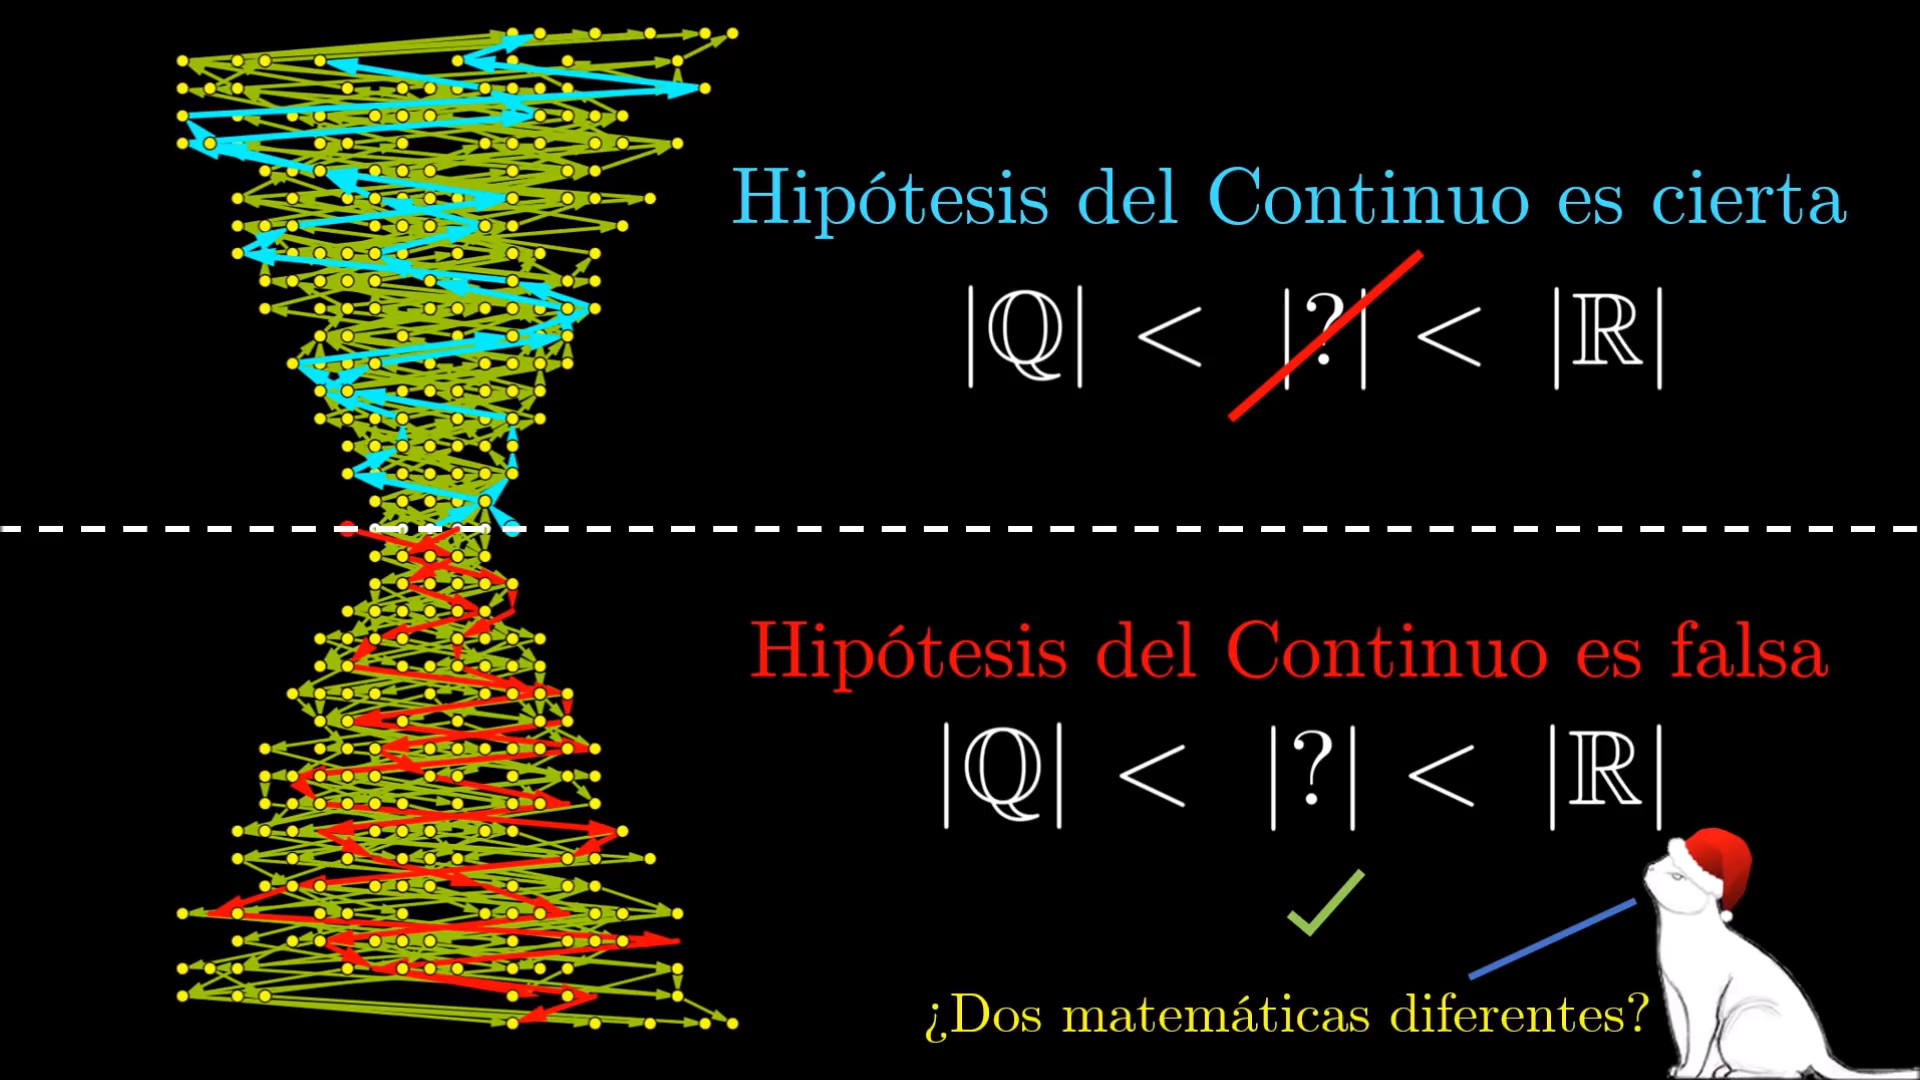 Hipótesis del Continuo es cierta
|ℚ| < |?| < |ℝ|
Hipótesis del Continuo es falsa
|ℚ| < |?| < |ℝ|
¿Dos matemáticas diferentes?